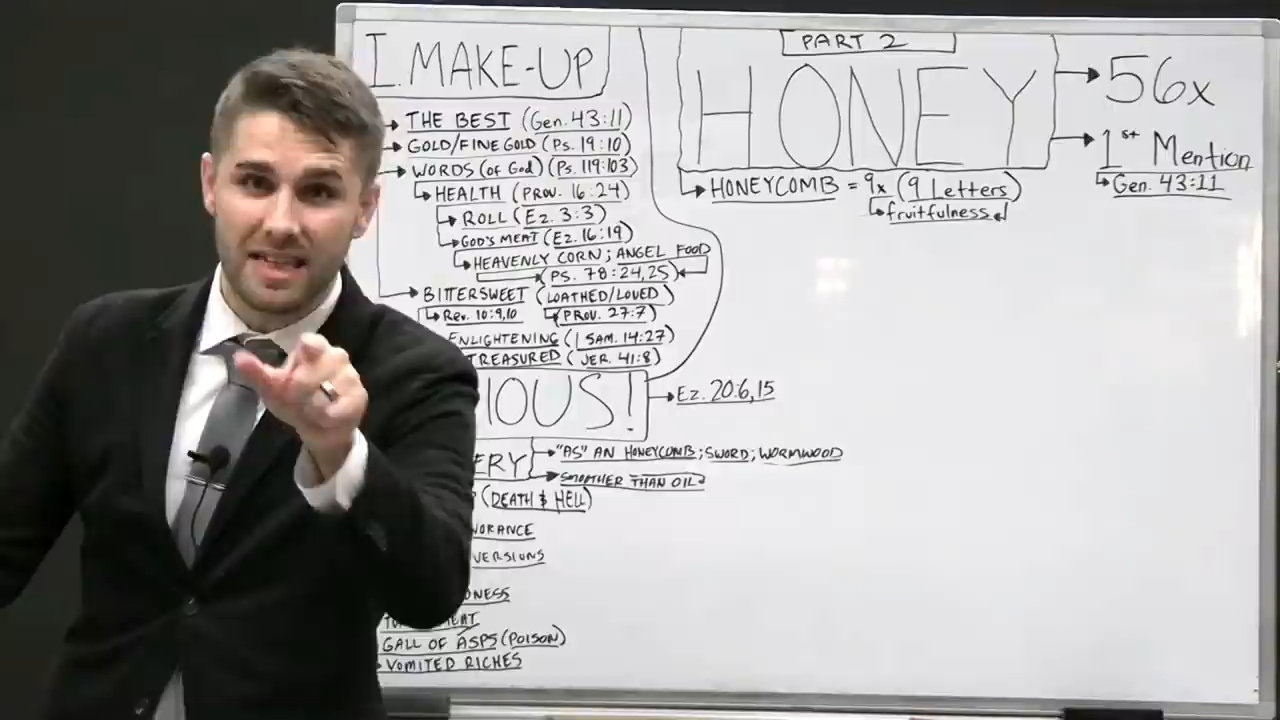 I. MAKE-UP
THE BEST (Gen. 43:11)
GOLD/FINE GOLD (Ps. 19:10)
WORDS (of God) (Ps. 119:103)
HEALTH (PROV. 16:24)
ROLL (Ez. 3:3)
GOD'S MEAT (Ez. 16:19)
HEAVENLY CORN; ANGEL FOOD
(PS. 78:24,25)
BITTERSWEET (LOATHED/LOVED)
Rev. 10:9,10 PROV. 27:7)
ENLIGHTENING (1 SAM. 14:27)
TREASURED (JER. 41:8)
IOUS! Ez. 20:6,15
ERY "AS" AN HONEYCOMB; SWORD; WORMWOOD
SMOOTHER THAN OIL
(DEATH & HELL)
NORANCE
VERSIONS
DNESS
GALL OF ASPS (POISON)
VOMITED RICHES
PART 2
HONEY
56x
1st Mention
Gen. 43:11
HONEYCOMB = 9x (9 Letters)
fruitfulness